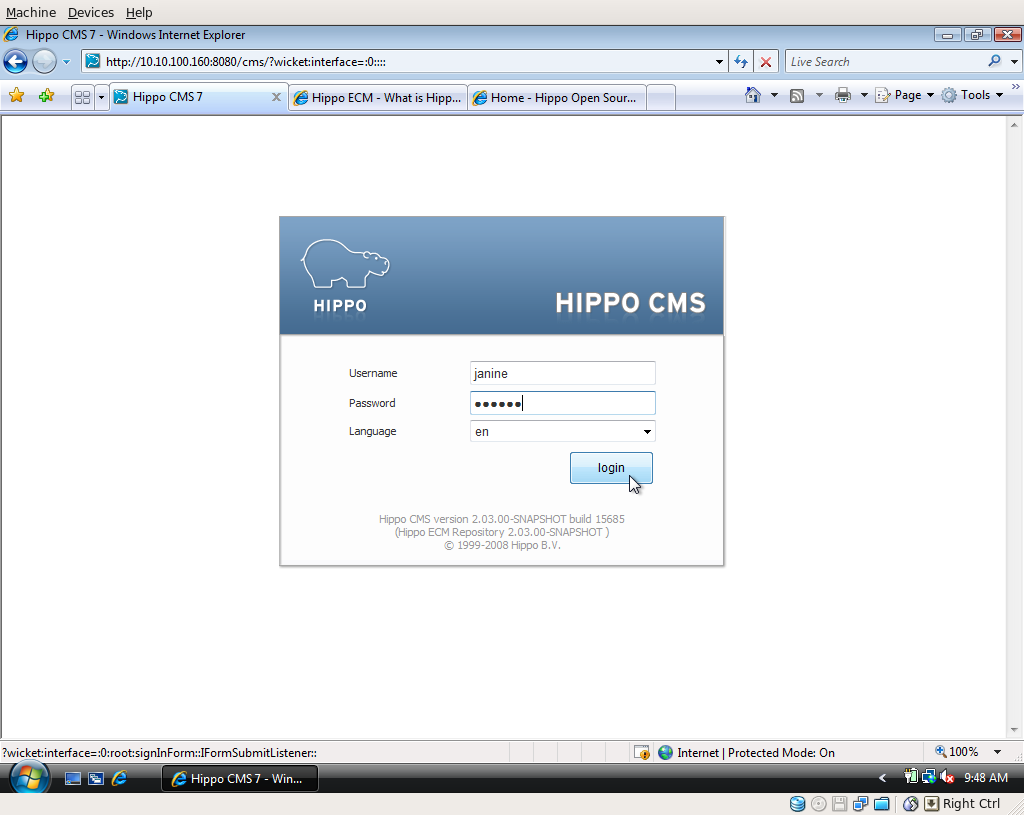 Machine Devices Help
Hippo CMS 7 - Windows Internet Explorer
http://10.10.100.160:8080/cms/?wicket:interface=:0::::
Live Search
Hippo CMS 7
Hippo ECM - What is Hipp...
Home - Hippo Open Sour...
Page
Tools
HIPPO
HIPPO CMS
Username
janine
Password
Language
en
login
Hippo CMS version 2.03.00-SNAPSHOT build 15685
(Hippo ECM Repository 2.03.00-SNAPSHOT )
© 1999-2008 Hippo B.V.
?wicket:interface=:0:root:signInForm::IFormSubmitListener::
Internet | Protected Mode: On
100%
Hippo CMS 7 - Win...
9:48 AM
Right Ctrl